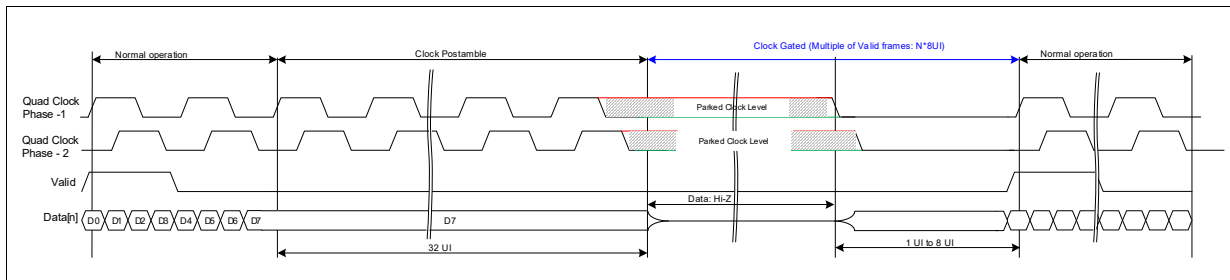 Clock Gated (Multiple of Valid frames: N*8UI)
Normal operation
Clock Postamble
Normal operation
Quad Clock
Phase -1
Parked Clock Level
Quad Clock
Phase - 2
Parked Clock Level
Valid
Data: Hi-Z
Data[n]
D0 D1 D2 D3 D4 D5 D6 D7
D7
32 UI
1 UI to 8 UI